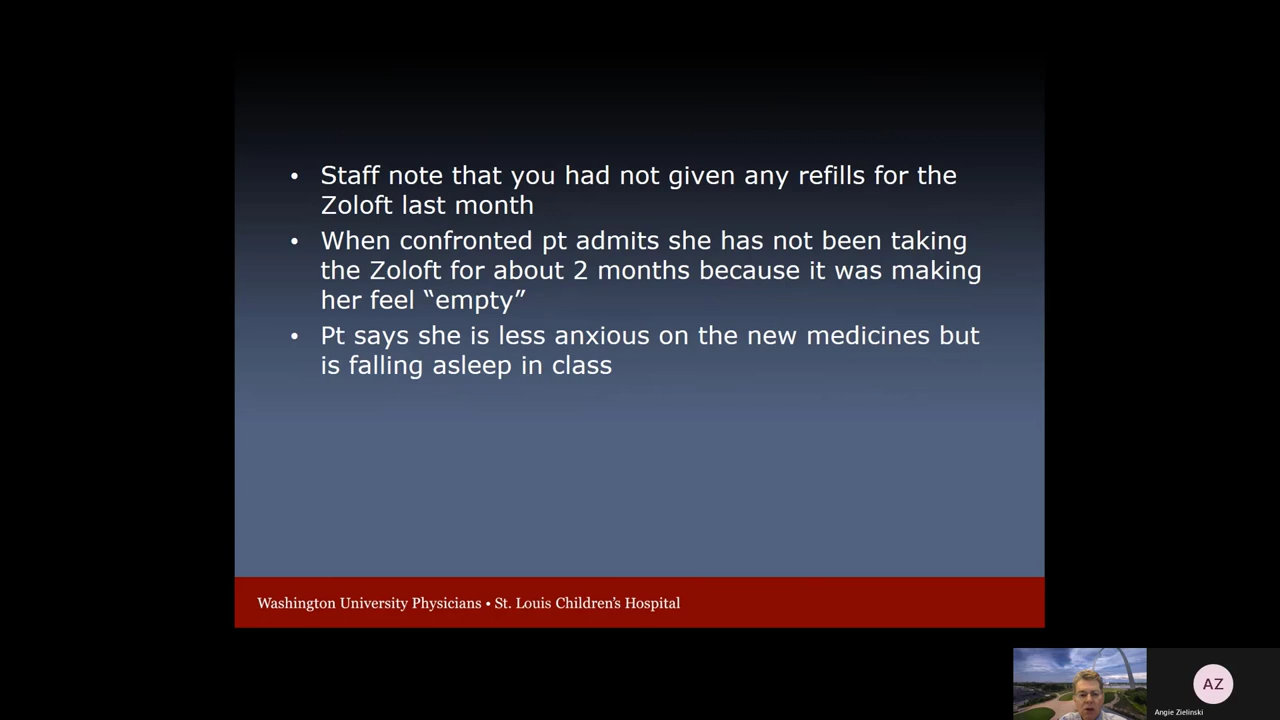 • Staff note that you had not given any refills for the
Zoloft last month
• When confronted pt admits she has not been taking
the Zoloft for about 2 months because it was making
her feel “empty”
• Pt says she is less anxious on the new medicines but
is falling asleep in class
Washington University Physicians • St. Louis Children’s Hospital
AZ
Angie Zielinski